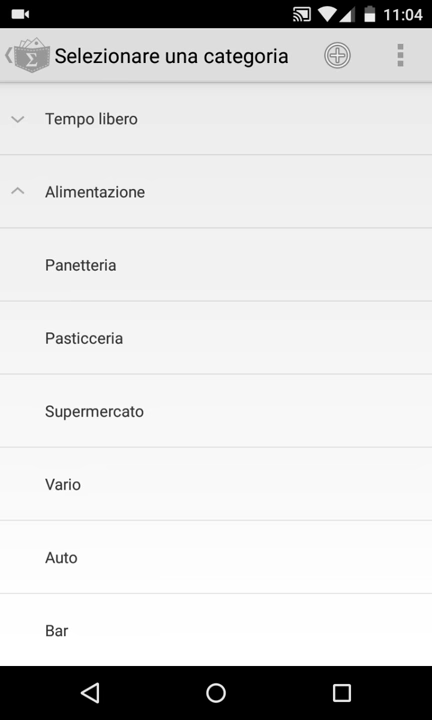 11:04
Selezionare una categoria
Tempo libero
Alimentazione
Panetteria
Pasticceria
Supermercato
Vario
Auto
Bar